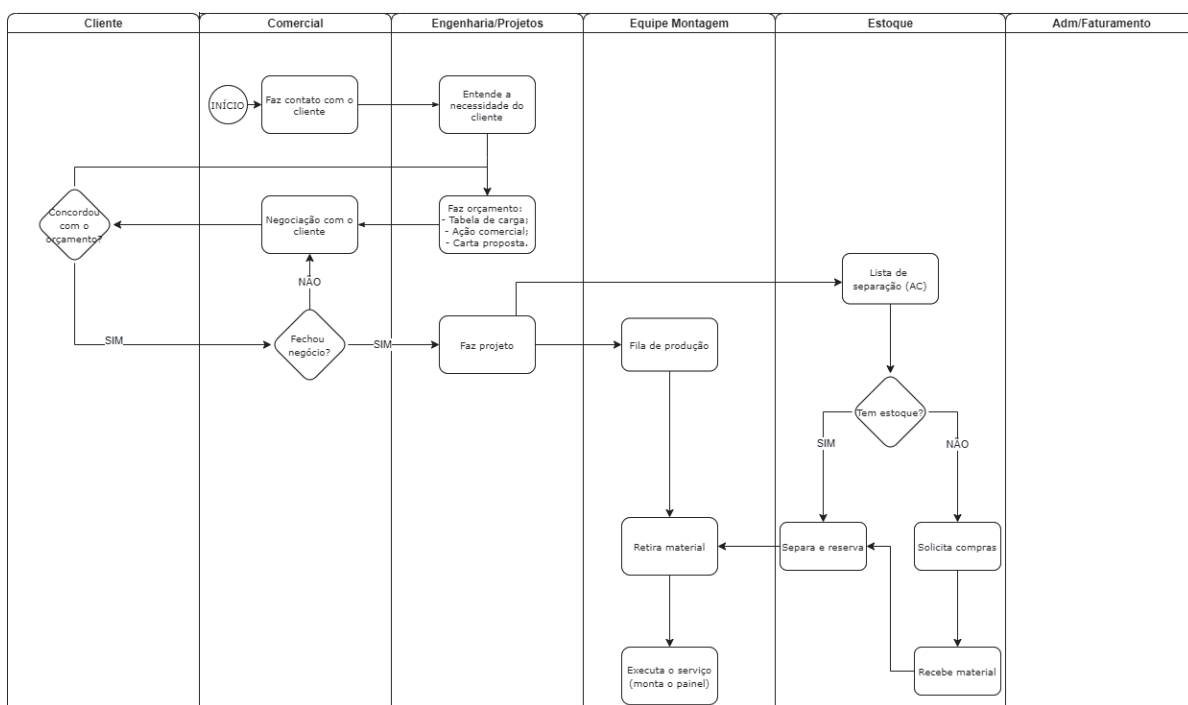 Cliente
Comercial
Engenharia/Projetos
Equipe Montagem
Estoque
Adm/Faturamento
INÍCIO
Faz contato com o
cliente
Entende a
necessidade do
cliente
Concordou
com o
orçamento?
Negociação com o
cliente
Faz orçamento:
- Tabela de carga;
- Ação comercial;
- Carta proposta.
NÃO
Lista de
separação (AC)
SIM
Fechou
negócio?
SIM
Faz projeto
Fila de produção
Tem estoque?
SIM
NÃO
Retira material
Separa e reserva
Solicita compras
Executa o serviço
(monta o painel)
Recebe material